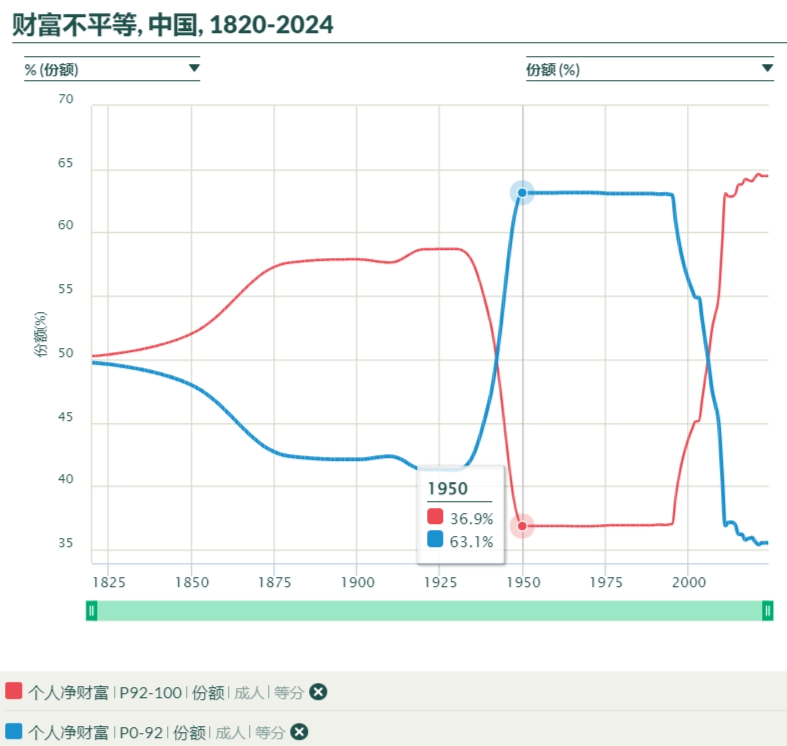 财富不平等, 中国, 1820-2024
% (份额)
份额 (%)
70
65
60
55
50
45
40
35
份额(%)
1950
36.9%
63.1%
1825 1850 1875 1900 1925 1950 1975 2000
个人净财富 | P92-100 | 份额 | 成人 | 等分
个人净财富 | P0-92 | 份额 | 成人 | 等分